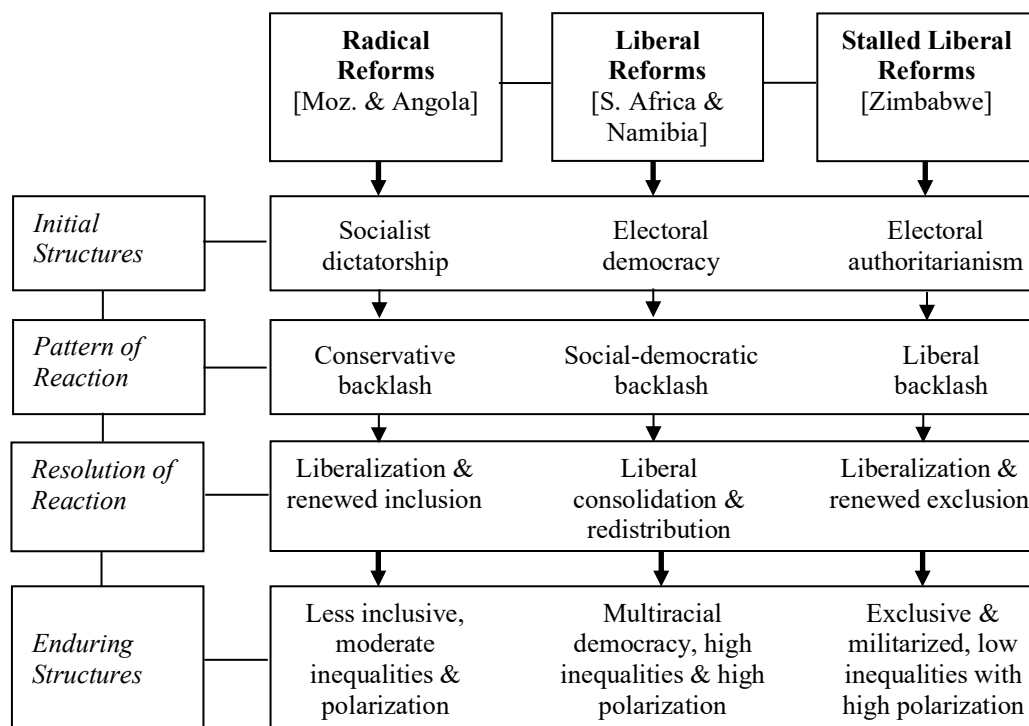 Radical
Reforms
[Moz. & Angola]
Liberal
Reforms
[S. Africa &
Namibia]
Stalled Liberal
Reforms
[Zimbabwe]
Initial
Structures
Socialist
dictatorship
Electoral
democracy
Electoral
authoritarianism
Pattern of
Reaction
Conservative
backlash
Social-democratic
backlash
Liberal
backlash
Resolution of
Reaction
Liberalization &
renewed inclusion
Liberal
consolidation &
redistribution
Liberalization &
renewed exclusion
Enduring
Structures
Less inclusive,
moderate
inequalities &
polarization
Multiracial
democracy, high
inequalities & high
polarization
Exclusive &
militarized, low
inequalities with
high polarization